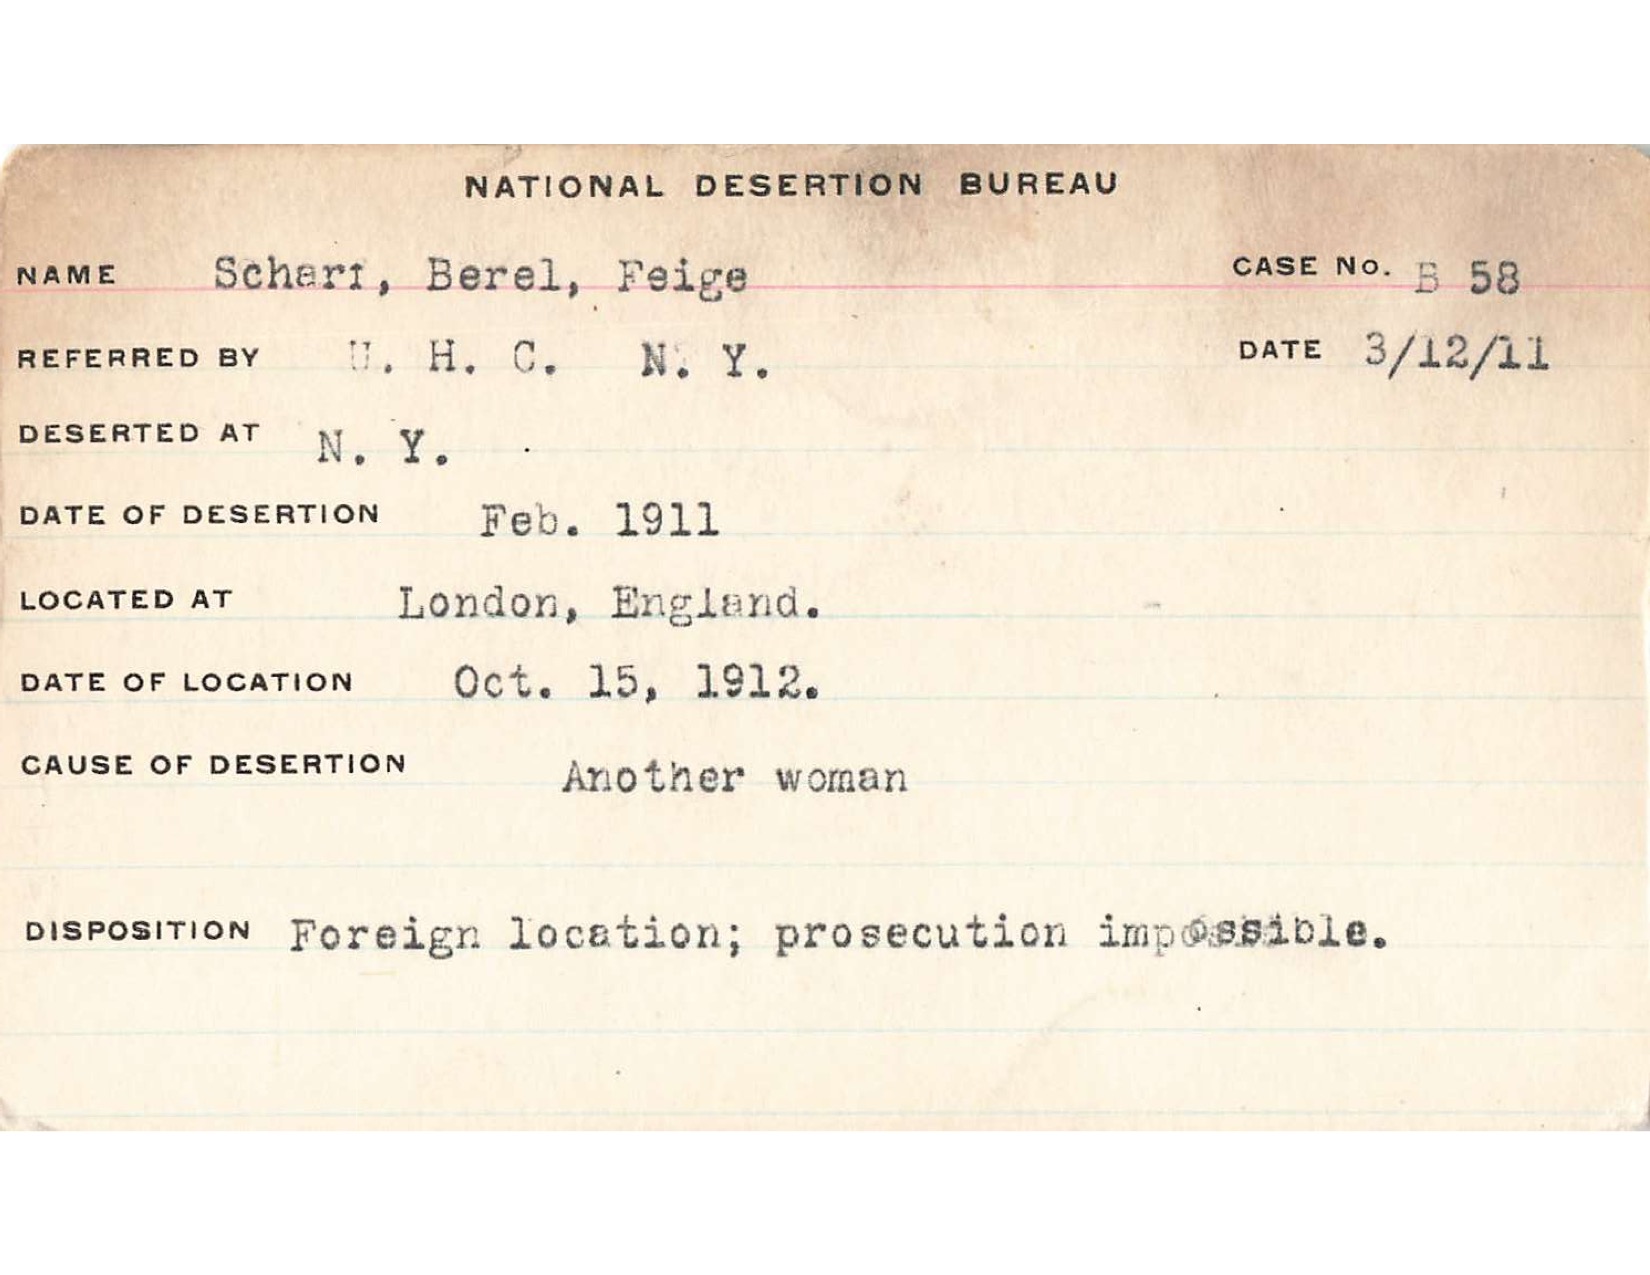 NATIONAL DESERTION BUREAU
NAME Scharf, Berel, Feige CASE No. B 58
REFERRED BY U. H. C. N. Y. DATE 3/12/11
DESERTED AT N. Y.
DATE OF DESERTION Feb. 1911
LOCATED AT London, England.
DATE OF LOCATION Oct. 15, 1912.
CAUSE OF DESERTION Another woman
DISPOSITION Foreign location; prosecution impossible.